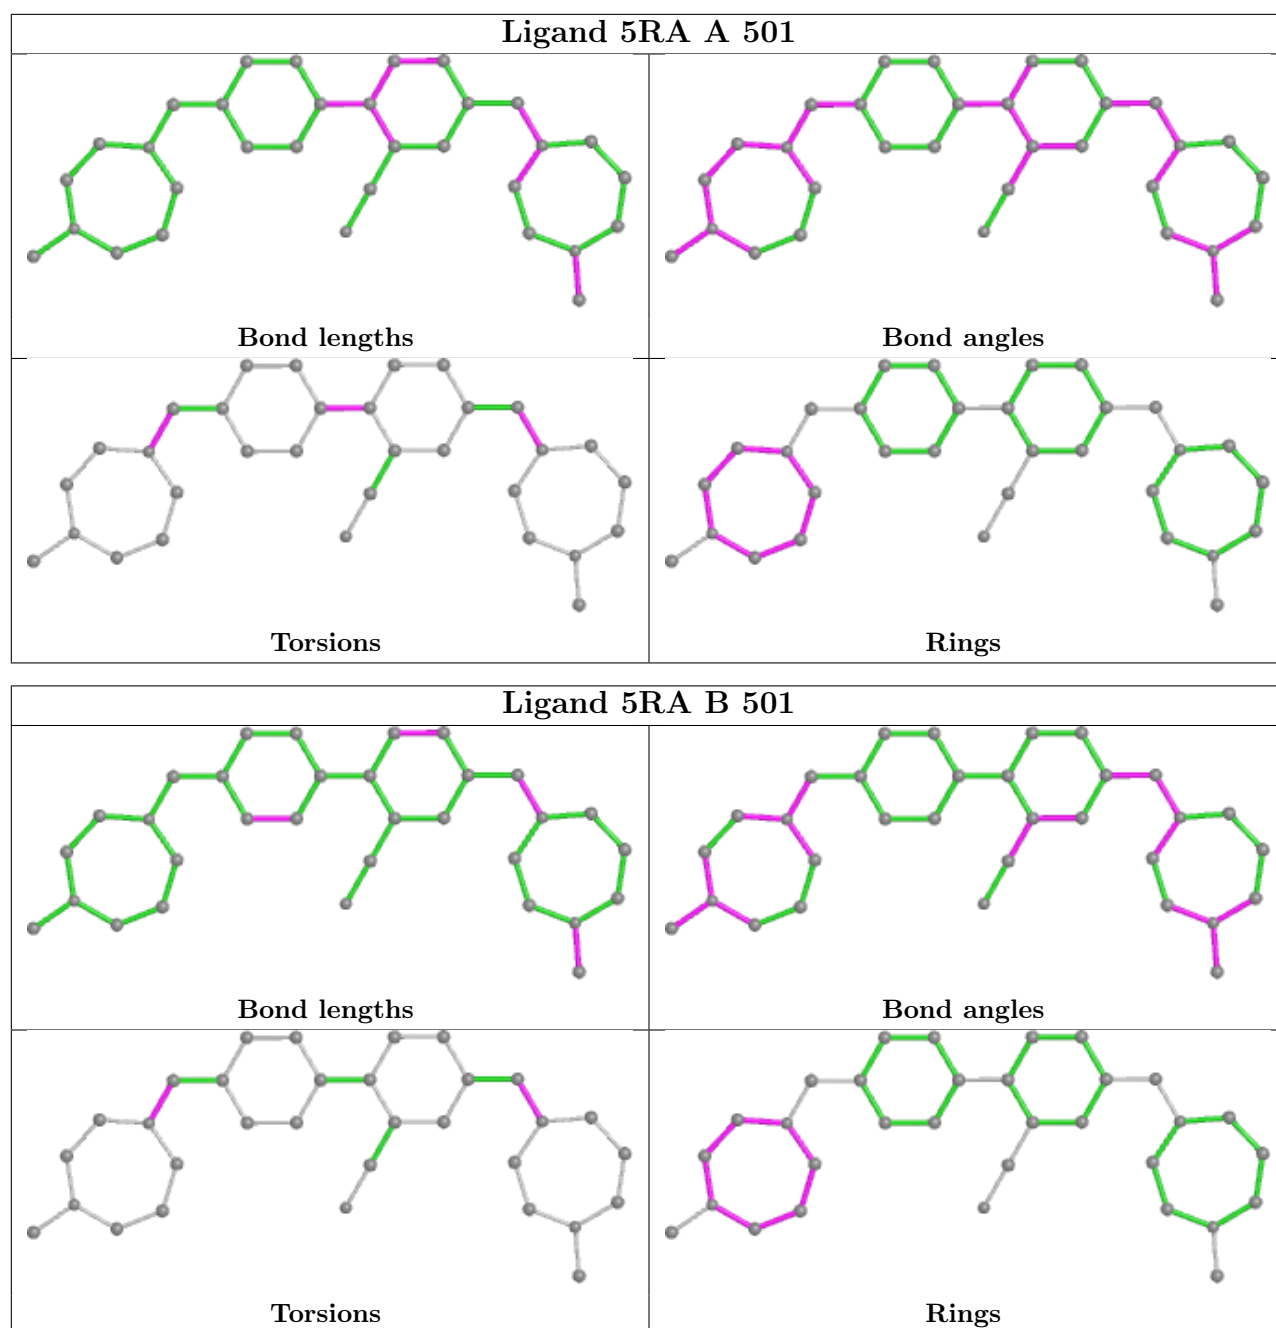 Ligand 5RA A 501
Bond lengths
Bond angles
Torsions
Rings
Ligand 5RA B 501
Bond lengths
Bond angles
Torsions
Rings